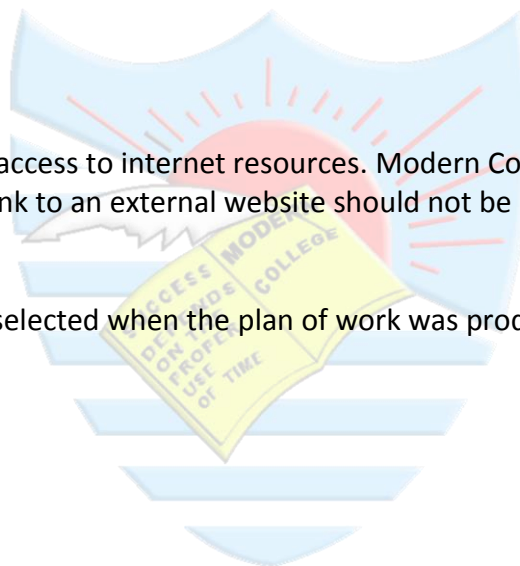 access to internet resources. Modern Co
nk to an external website should not be
selected when the plan of work was prod
SUCCESS
DEPENDS
ON THE
PROPER
USE
OF TIME
MODERN
COLLEGE